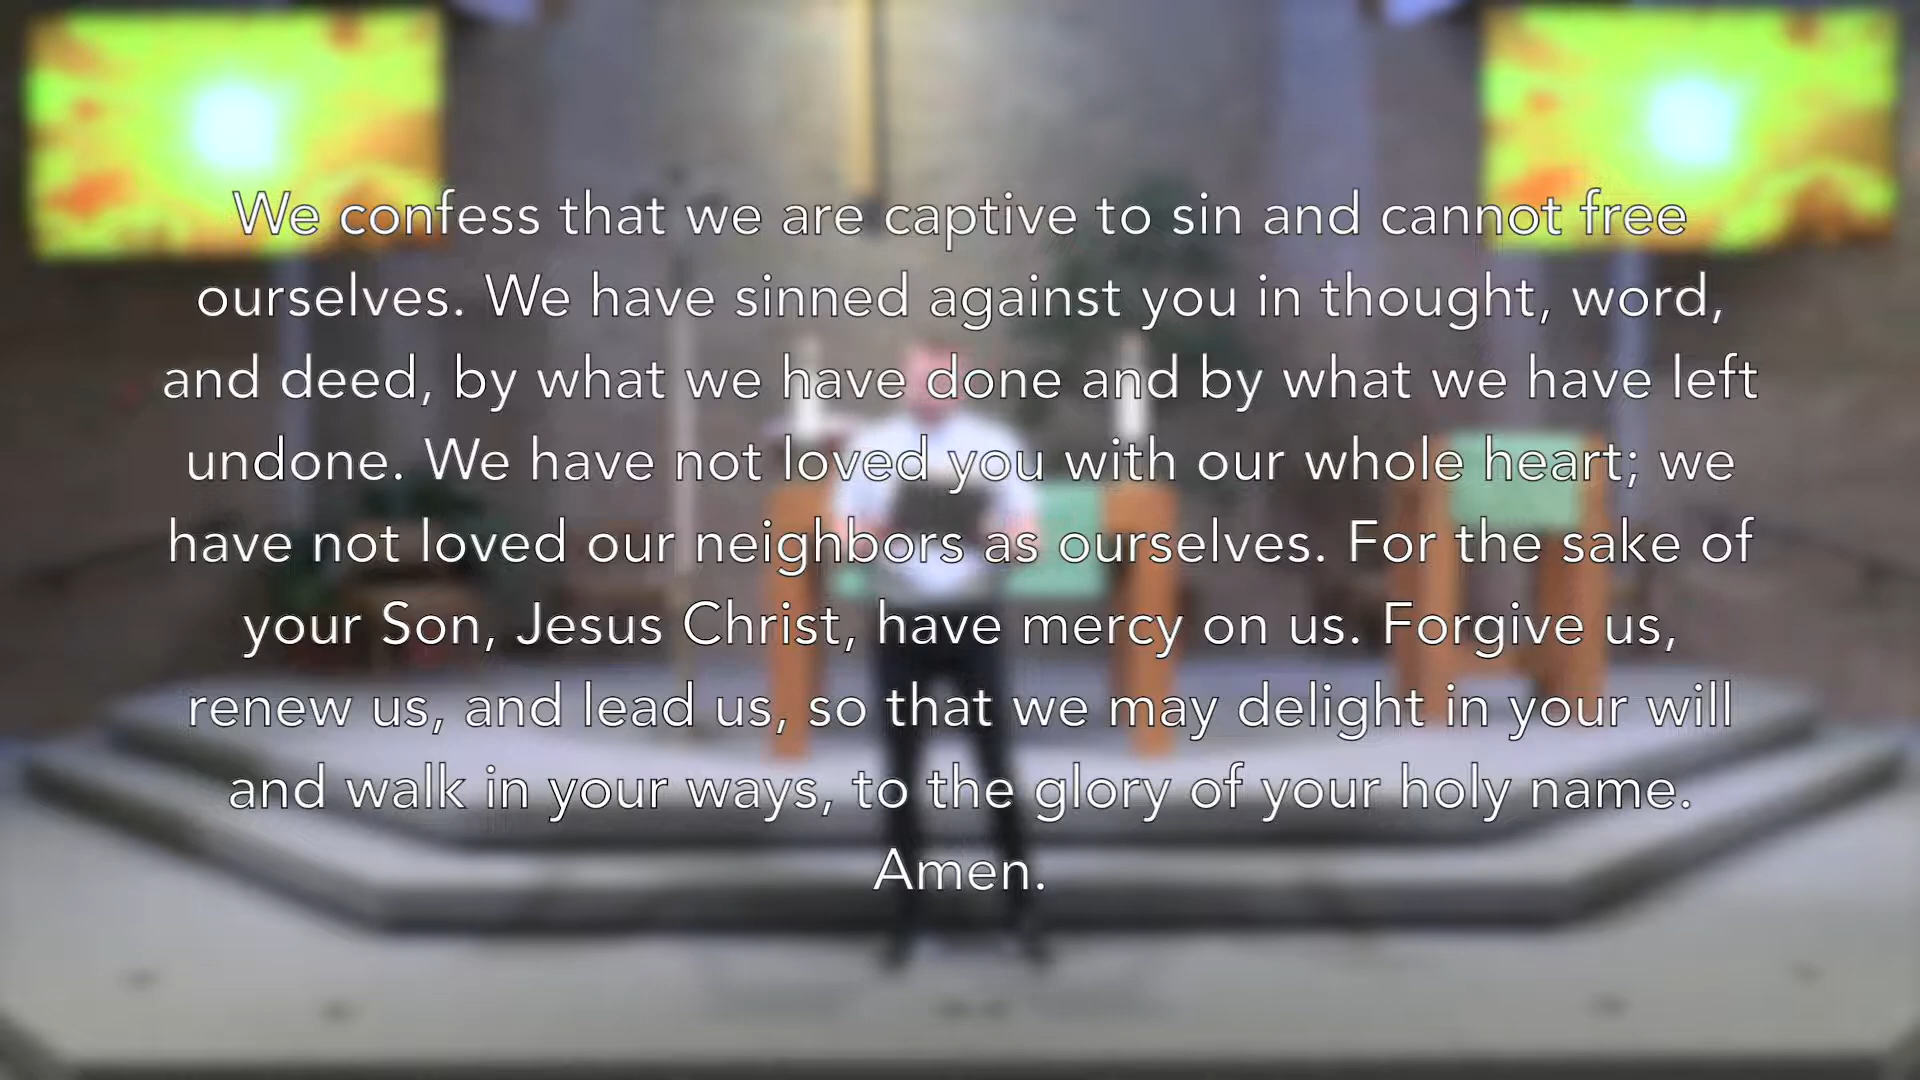 We confess that we are captive to sin and cannot free
ourselves. We have sinned against you in thought, word,
and deed, by what we have done and by what we have left
undone. We have not loved you with our whole heart; we
have not loved our neighbors as ourselves. For the sake of
your Son, Jesus Christ, have mercy on us. Forgive us,
renew us, and lead us, so that we may delight in your will
and walk in your ways, to the glory of your holy name.
Amen.